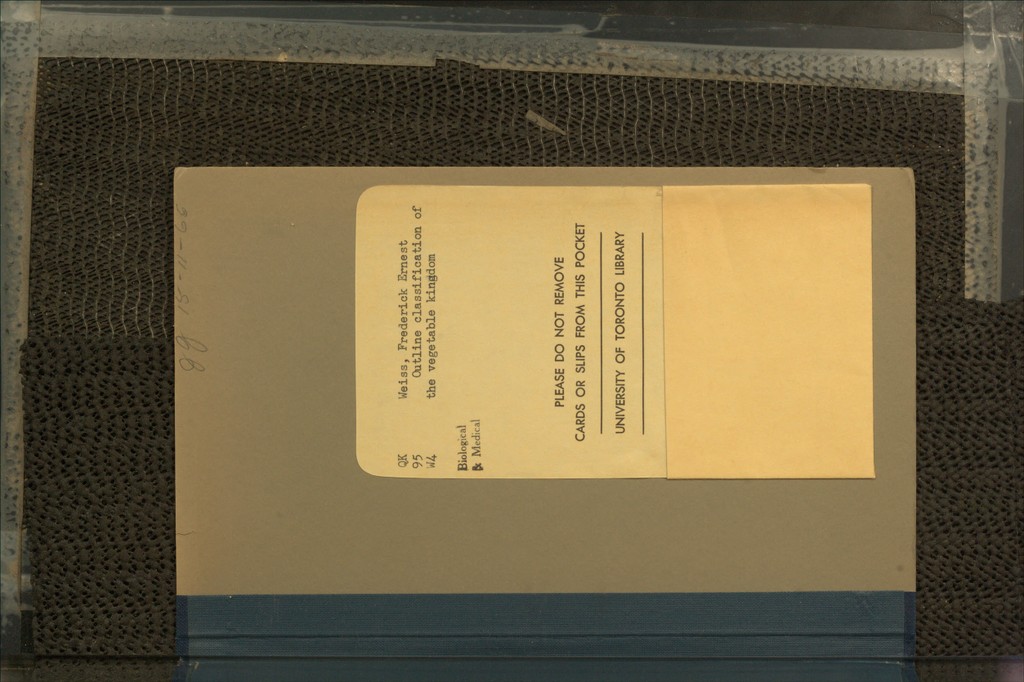 QK Weiss, Frederick Ernest
95 Outline classification of
W4 the vegetable kingdom
Biological
& Medical
PLEASE DO NOT REMOVE
CARDS OR SLIPS FROM THIS POCKET
UNIVERSITY OF TORONTO LIBRARY